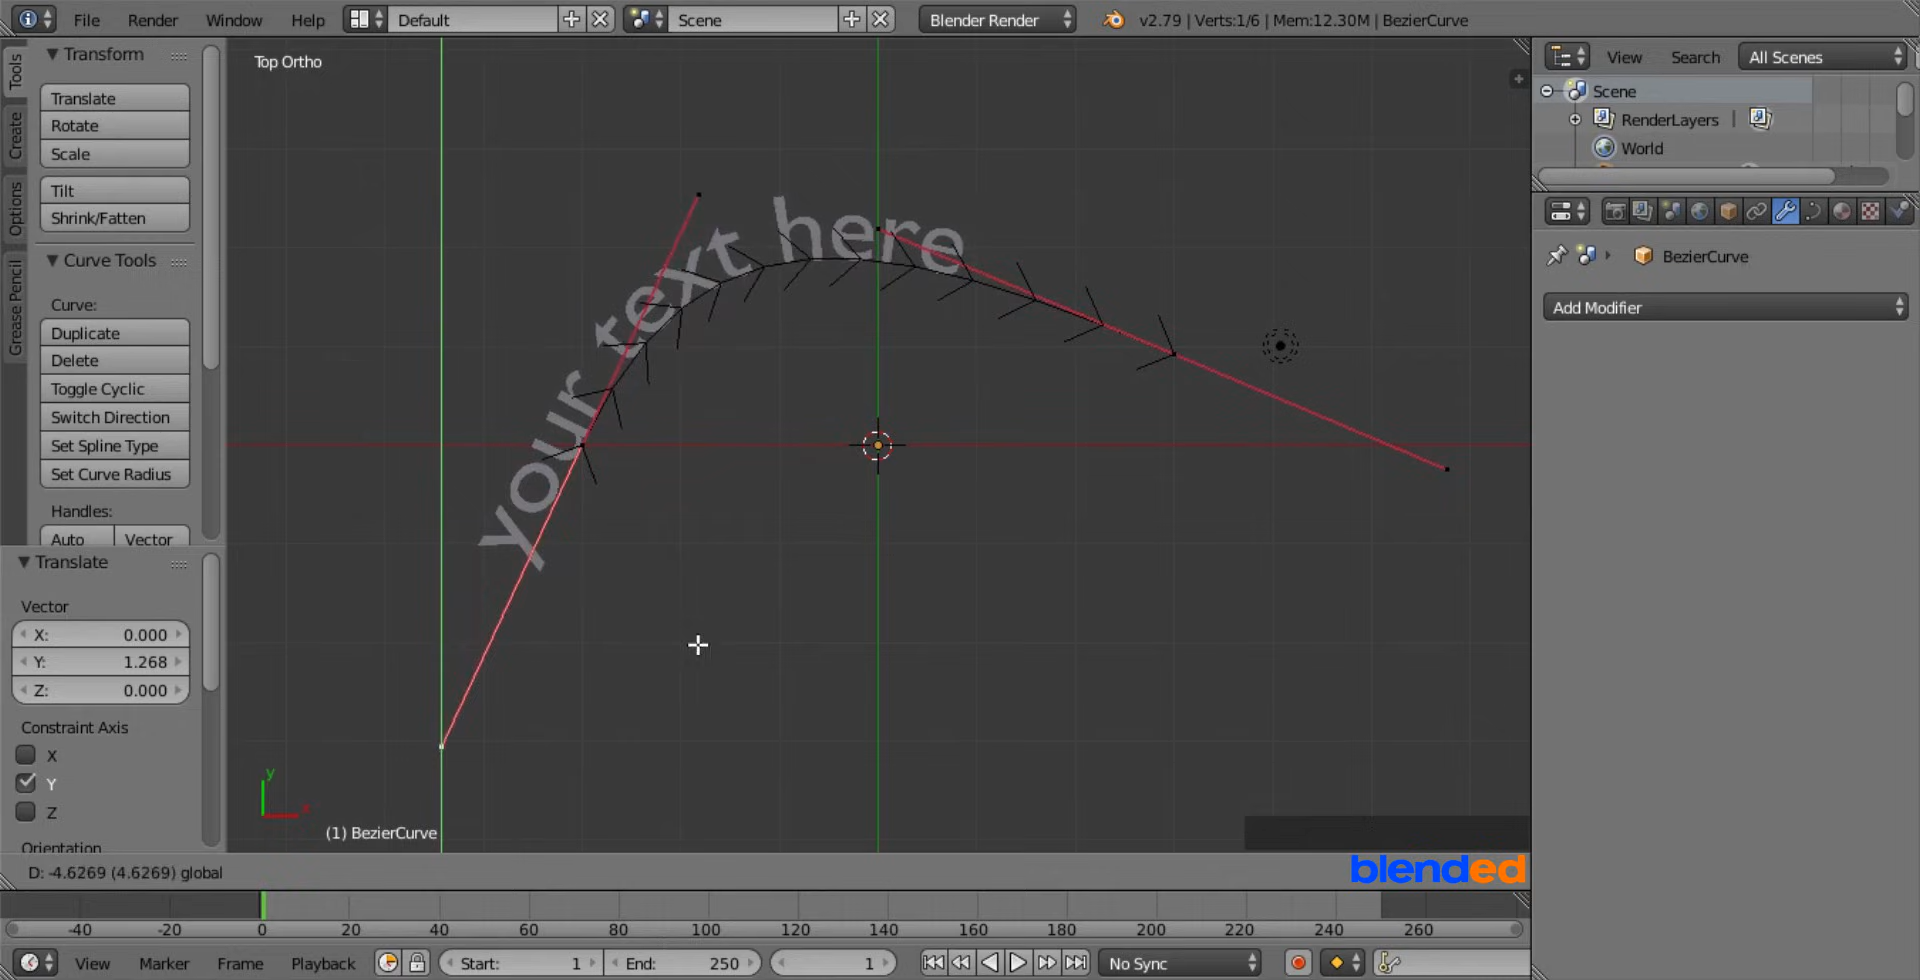 File Render Window Help Default Scene Blender Render v2.79 | Verts:1/6 | Mem:12.30M | BezierCurve
Tools
Create
Options
Grease Pencil
Transform
Translate
Rotate
Scale
Tilt
Shrink/Fatten
Curve Tools
Curve:
Duplicate
Delete
Toggle Cyclic
Switch Direction
Set Spline Type
Set Curve Radius
Handles:
Auto Vector
Translate
Vector
X: 0.000
Y: 1.268
Z: 0.000
Constraint Axis
X
Y
Z
Orientation
Top Ortho
your text here
y
x
(1) BezierCurve
D: -4.6269 (4.6269) global
blended
View Search All Scenes
Scene
RenderLayers
World
BezierCurve
Add Modifier
-40 -20 0 20 40 60 80 100 120 140 160 180 200 220 240 260
View Marker Frame Playback Start: 1 End: 250 1 No Sync